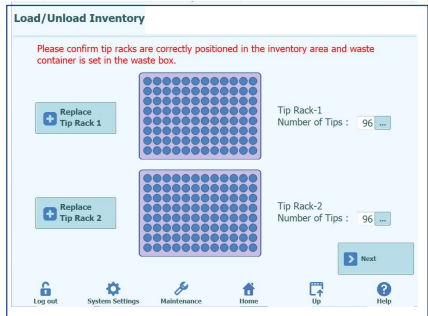 Load/Unload Inventory
Please confirm tip racks are correctly positioned in the inventory area and waste
container is set in the waste box.
Replace
Tip Rack 1
Tip Rack-1
Number of Tips : 96 ...
Replace
Tip Rack 2
Tip Rack-2
Number of Tips : 96 ...
Next
Log out System Settings Maintenance Home Up Help